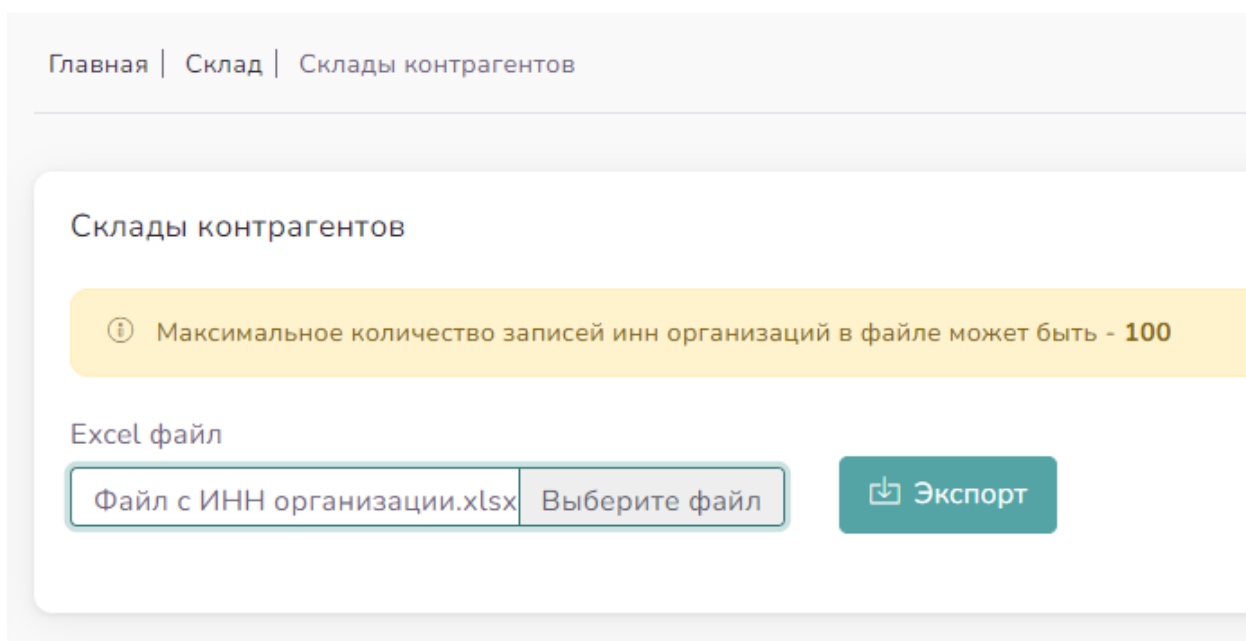 Главная | Склад | Склады контрагентов
Склады контрагентов
Максимальное количество записей инн организаций в файле может быть - 100
Excel файл
Файл с ИНН организации.xlsx Выберите файл Экспорт